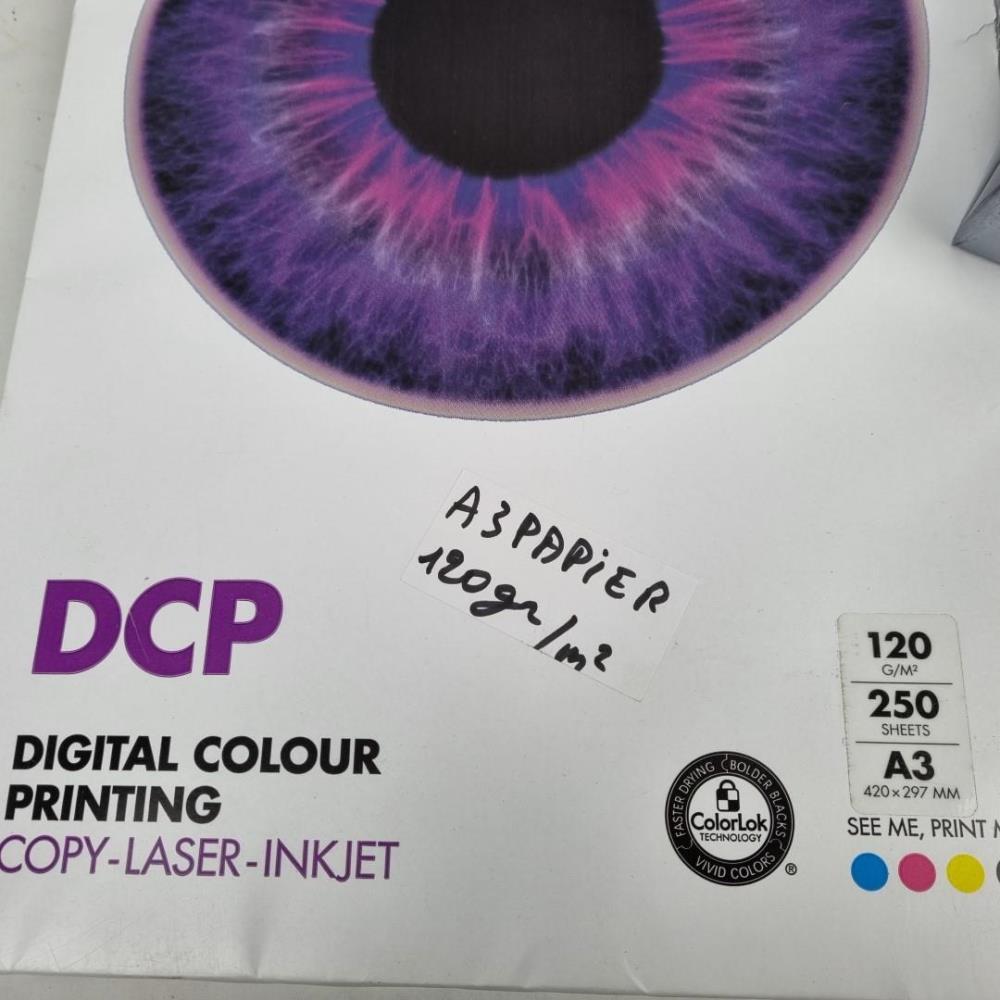 A3 PAPiER
120gr/m²
DCP
DIGITAL COLOUR
PRINTING
COPY-LASER-INKJET
120
G/M²
250
SHEETS
A3
420 x 297 MM
FASTER DRYING
BOLDER BLACKS
VIVID COLORS
ColorLok
TECHNOLOGY
®
SEE ME, PRINT